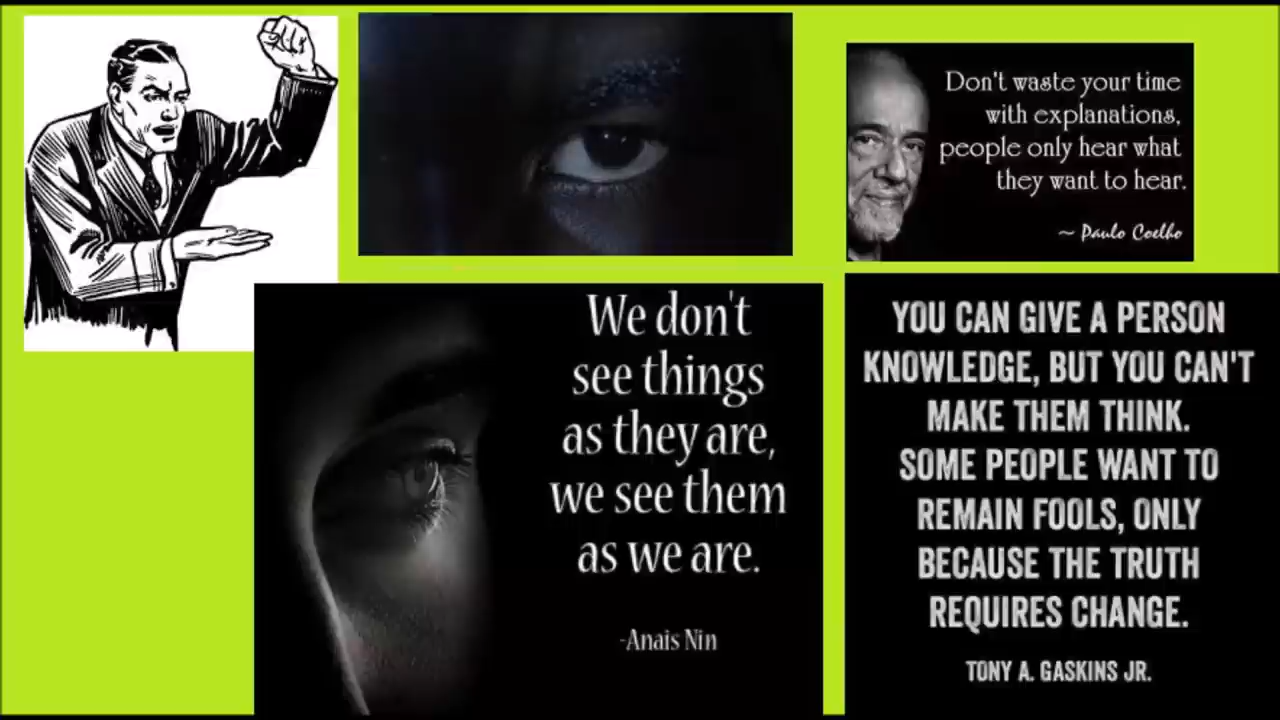 Don't waste your time
with explanations,
people only hear what
they want to hear.
~ Paulo Coelho
We don't
see things
as they are,
we see them
as we are.
-Anais Nin
YOU CAN GIVE A PERSON
KNOWLEDGE, BUT YOU CAN'T
MAKE THEM THINK.
SOME PEOPLE WANT TO
REMAIN FOOLS, ONLY
BECAUSE THE TRUTH
REQUIRES CHANGE.
TONY A. GASKINS JR.